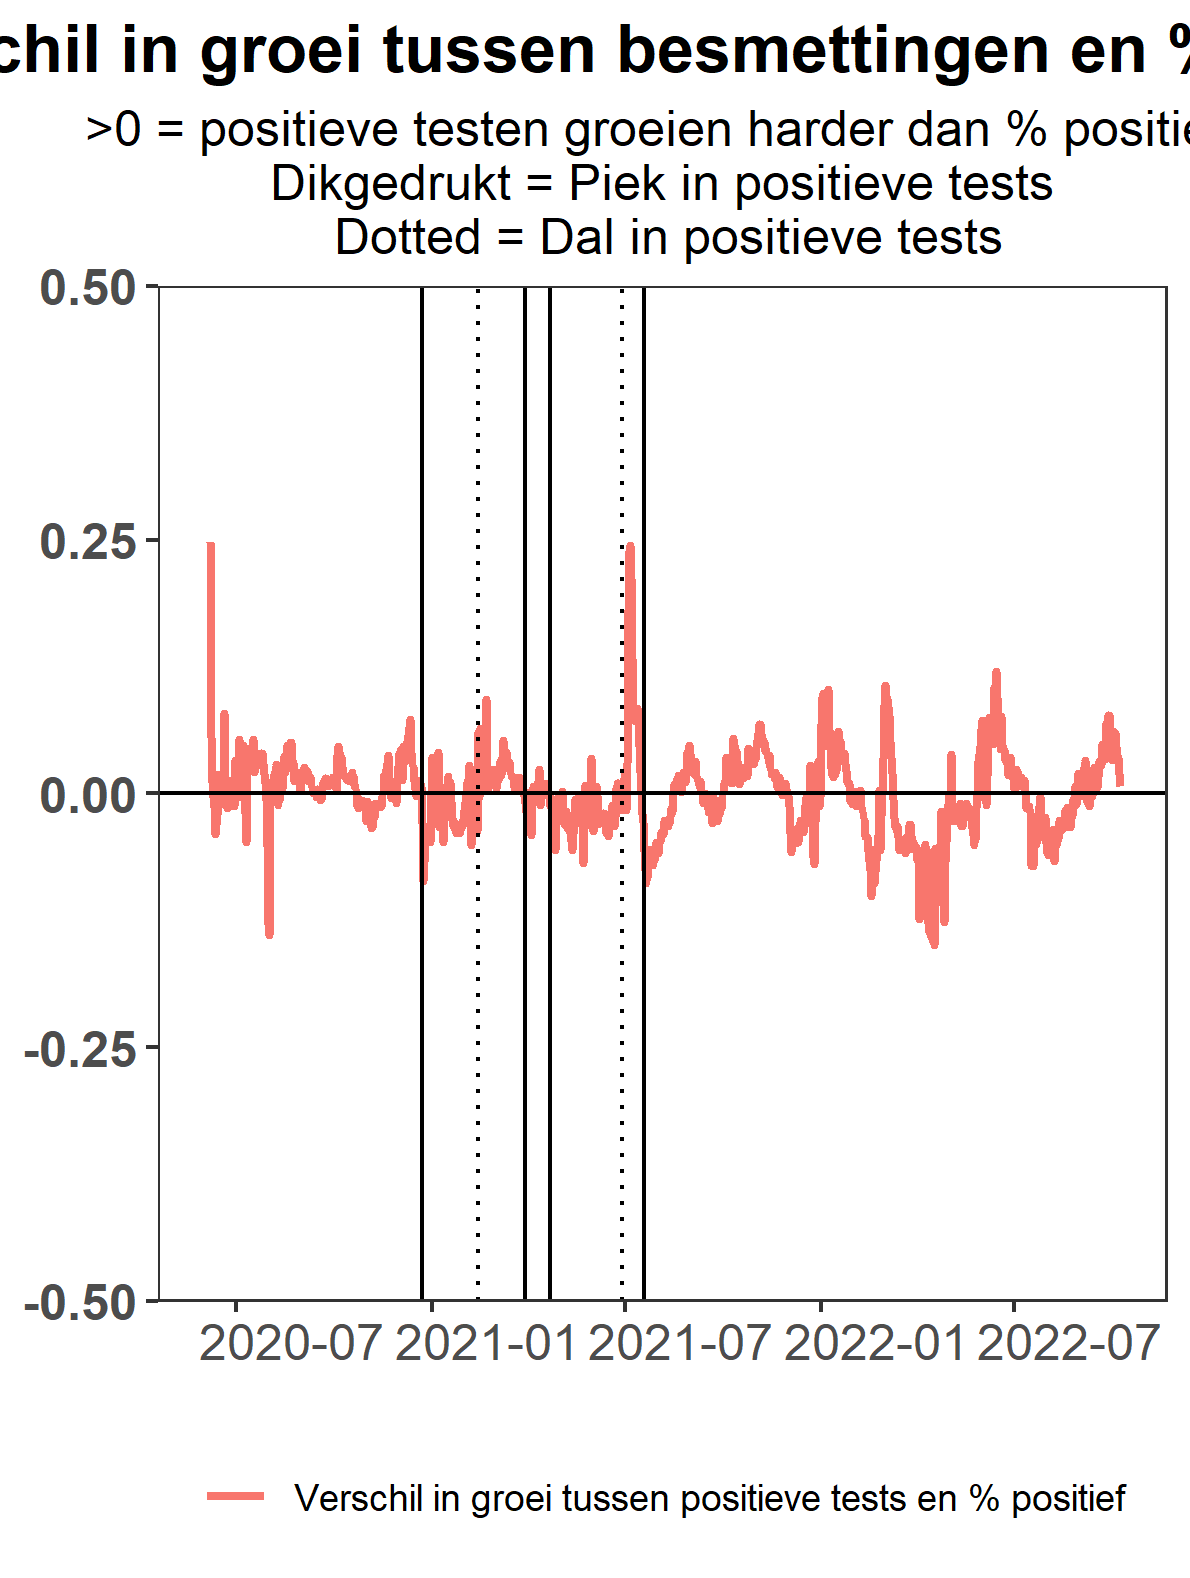 chil in groei tussen besmettingen en %
>0 = positieve testen groeien harder dan % positie
Dikgedrukt = Piek in positieve tests
Dotted = Dal in positieve tests
0.50
0.25
0.00
-0.25
-0.50
2020-07 2021-01 2021-07 2022-01 2022-07
Verschil in groei tussen positieve tests en % positief